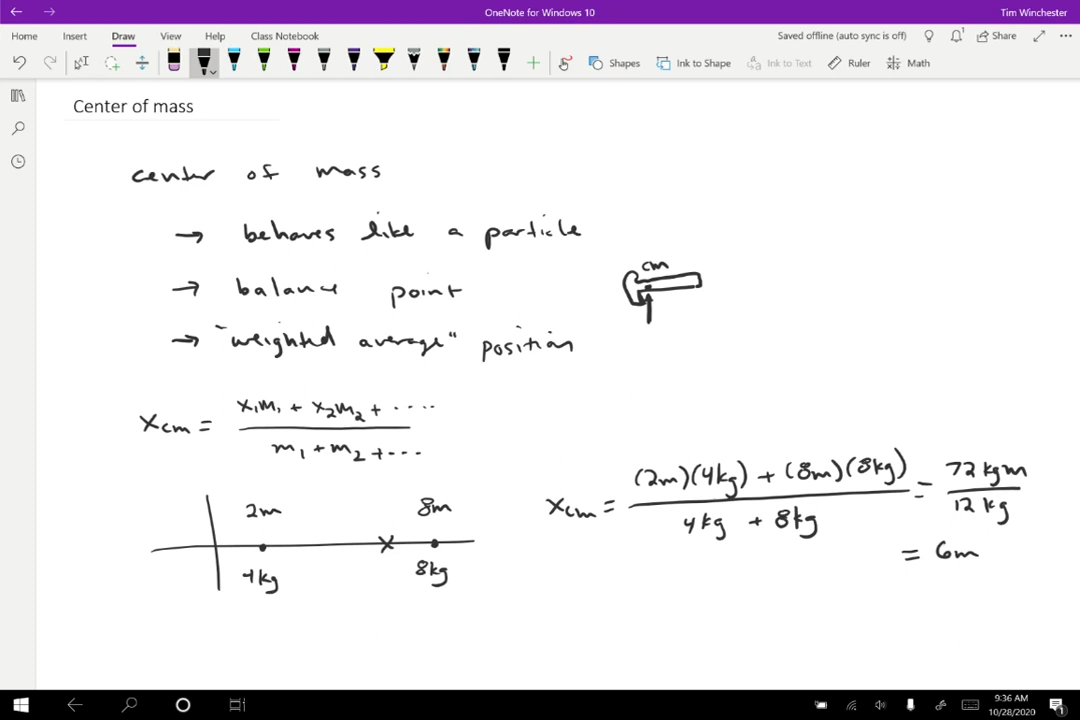 OneNote for Windows 10
Tim Winchester
Home Insert Draw View Help Class Notebook
Saved offline (auto sync is off) Share
Shapes Ink to Shape Ink to Text Ruler Math
Center of mass
center of mass
→ behaves like a particle
→ balance point
cm
→ "weighted average" position
xcm = (x₁m₁ + x₂m₂ + ····) / (m₁ + m₂ + ···)
2m 8m
4kg 8kg
xcm = ((2m)(4kg) + (8m)(8kg)) / (4kg + 8kg) = 72 kgm / 12 kg
= 6m
9:36 AM
10/28/2020
1